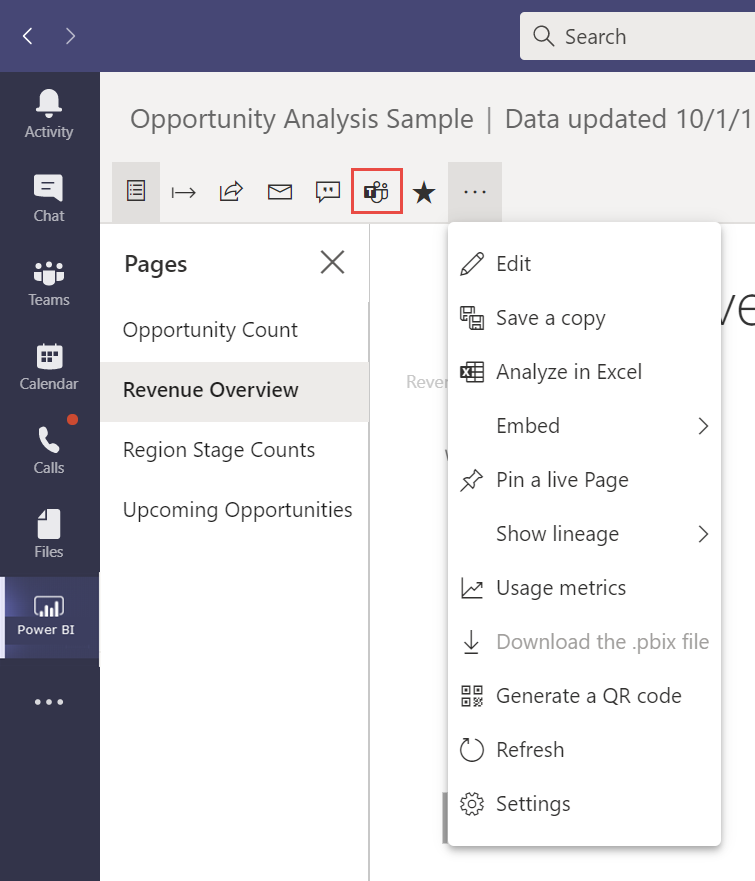 Search
Activity
Chat
Teams
Calendar
Calls
Files
Power BI
Opportunity Analysis Sample | Data updated 10/1/1
Pages
Opportunity Count
Revenue Overview
Region Stage Counts
Upcoming Opportunities
Edit
Save a copy
Analyze in Excel
Embed
Pin a live Page
Show lineage
Usage metrics
Download the .pbix file
Generate a QR code
Refresh
Settings